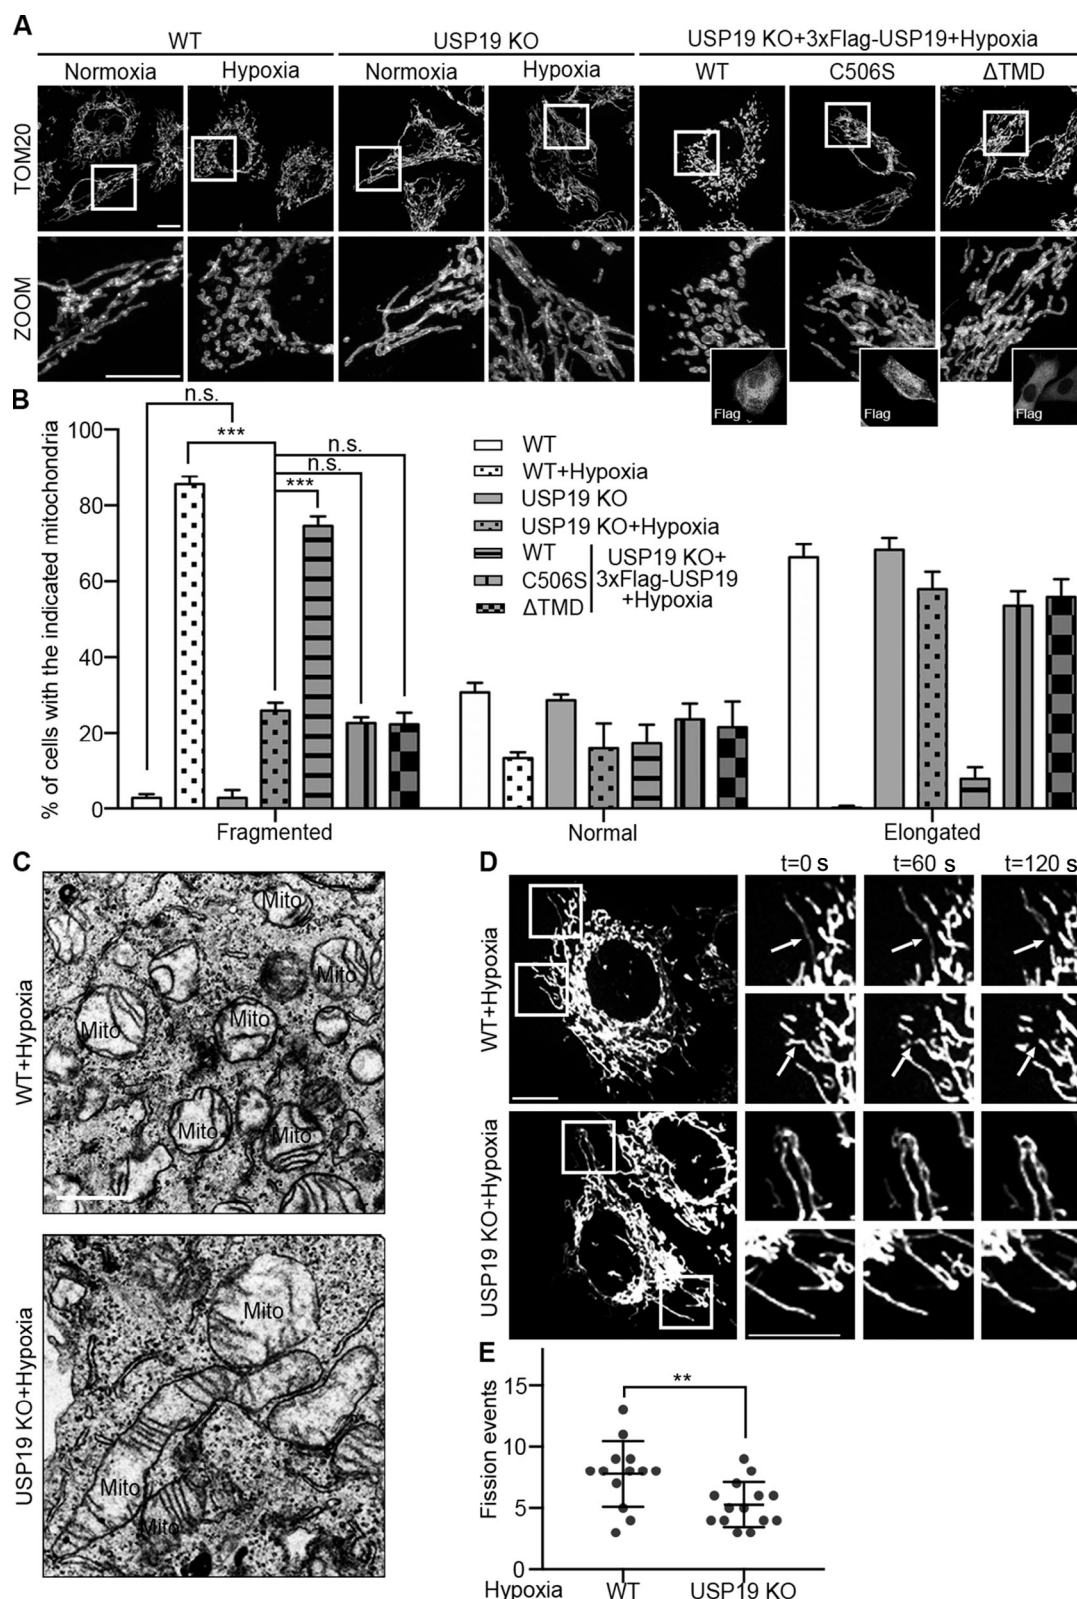 A
WT
USP19 KO
USP19 KO+3xFlag-USP19+Hypoxia
Normoxia
Hypoxia
Normoxia
Hypoxia
WT
C506S
ΔTMD
TOM20
ZOOM
Flag
Flag
Flag
B
n.s.
***
n.s.
n.s.
***
% of cells with the indicated mitochondria
100
80
60
40
20
0
WT
WT+Hypoxia
USP19 KO
USP19 KO+Hypoxia
WT
C506S
ΔTMD
USP19 KO+
3xFlag-USP19
+Hypoxia
Fragmented
Normal
Elongated
C
WT+Hypoxia
Mito
Mito
Mito
Mito
Mito
Mito
USP19 KO+Hypoxia
Mito
Mito
Mito
D
t=0 s
t=60 s
t=120 s
WT+Hypoxia
USP19 KO+Hypoxia
E
**
Fission events
15
10
5
0
Hypoxia
WT
USP19 KO